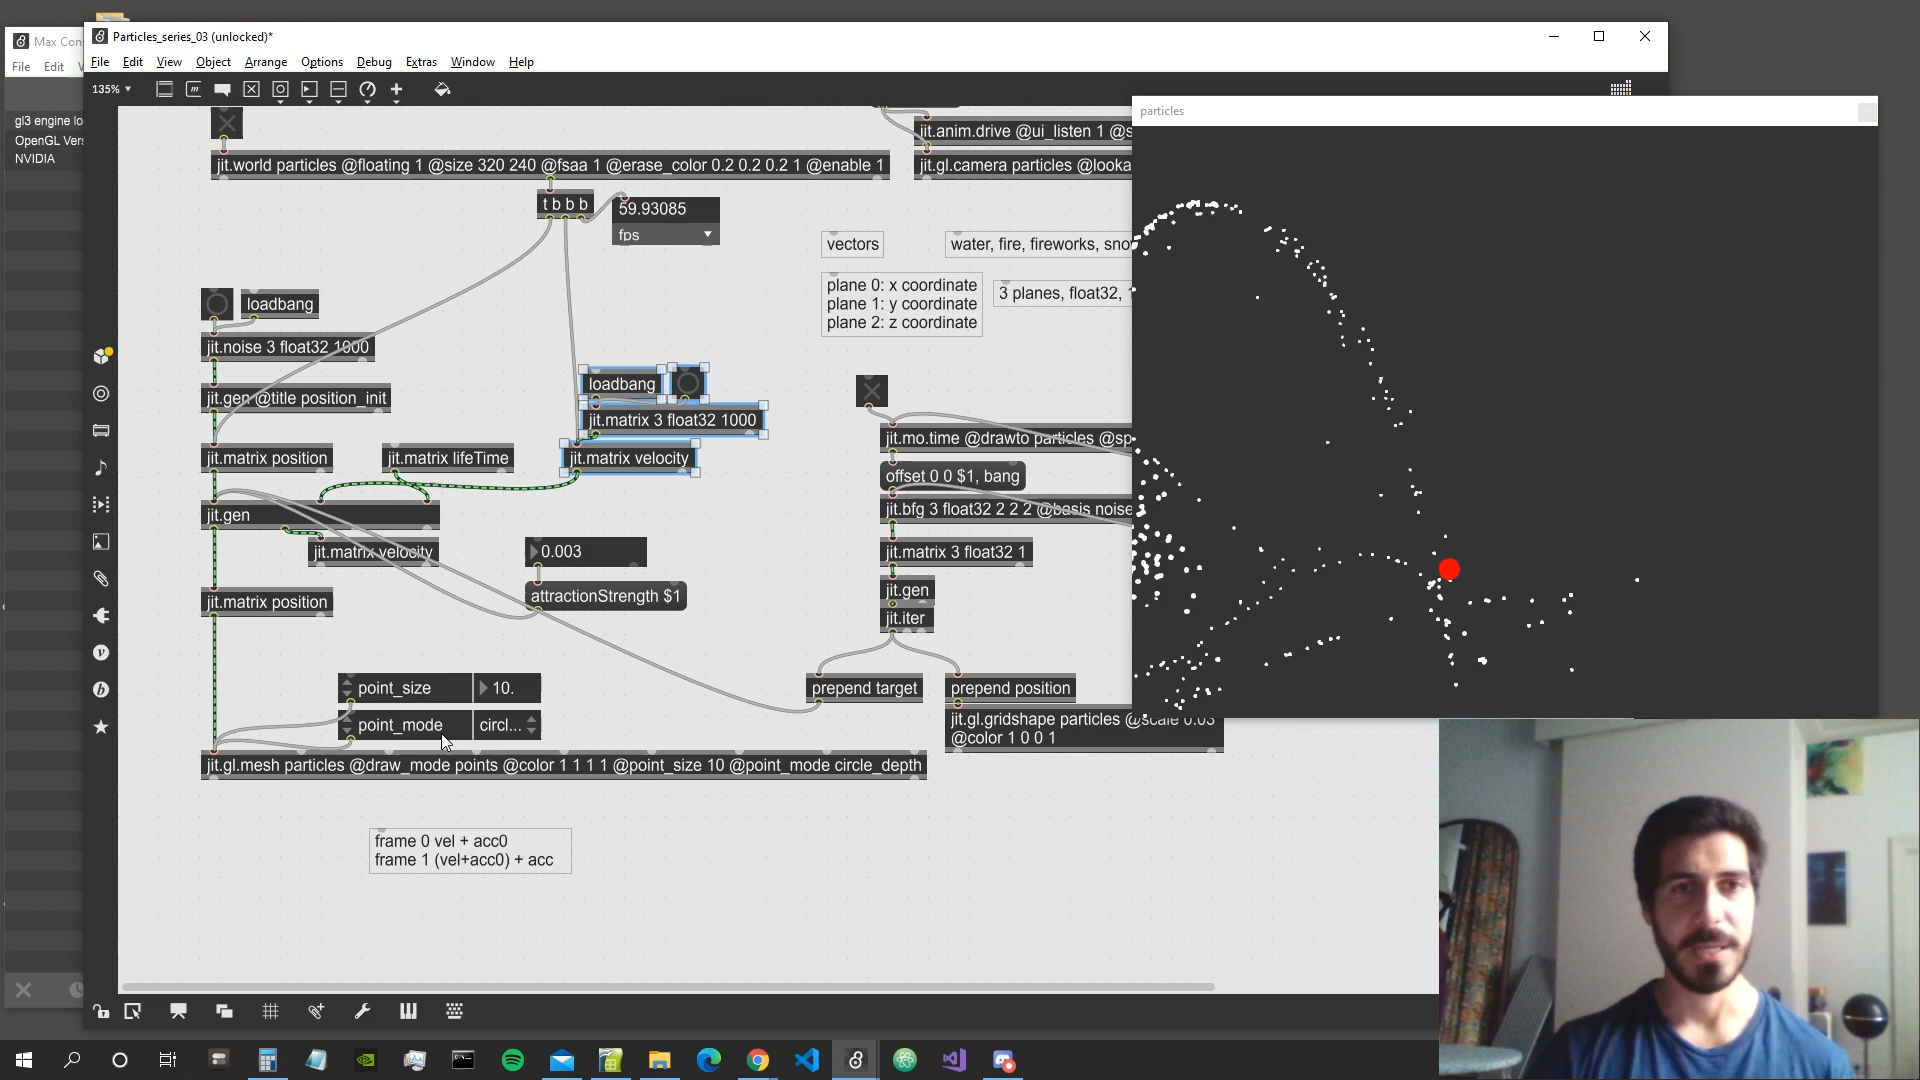 Max Con
File Edit V
gl3 engine lo
OpenGL Vers
NVIDIA
Particles_series_03 (unlocked)*
File Edit View Object Arrange Options Debug Extras Window Help
135%
jit.world particles @floating 1 @size 320 240 @fsaa 1 @erase_color 0.2 0.2 0.2 1 @enable 1
jit.anim.drive @ui_listen 1 @s
jit.gl.camera particles @looka
particles
t b b b
59.93085
fps
vectors
water, fire, fireworks, sno
plane 0: x coordinate
plane 1: y coordinate
plane 2: z coordinate
3 planes, float32,
loadbang
jit.noise 3 float32 1000
jit.gen @title position_init
loadbang
jit.matrix 3 float32 1000
jit.matrix position
jit.matrix lifeTime
jit.matrix velocity
jit.gen
jit.matrix velocity
jit.matrix position
0.003
attractionStrength $1
jit.mo.time @drawto particles @sp
offset 0 0 $1, bang
jit.bfg 3 float32 2 2 2 @basis noise
jit.matrix 3 float32 1
jit.gen
jit.iter
prepend target
prepend position
jit.gl.gridshape particles @scale 0.03
@color 1 0 0 1
point_size 10.
point_mode circl...
jit.gl.mesh particles @draw_mode points @color 1 1 1 1 @point_size 10 @point_mode circle_depth
frame 0 vel + acc0
frame 1 (vel+acc0) + acc